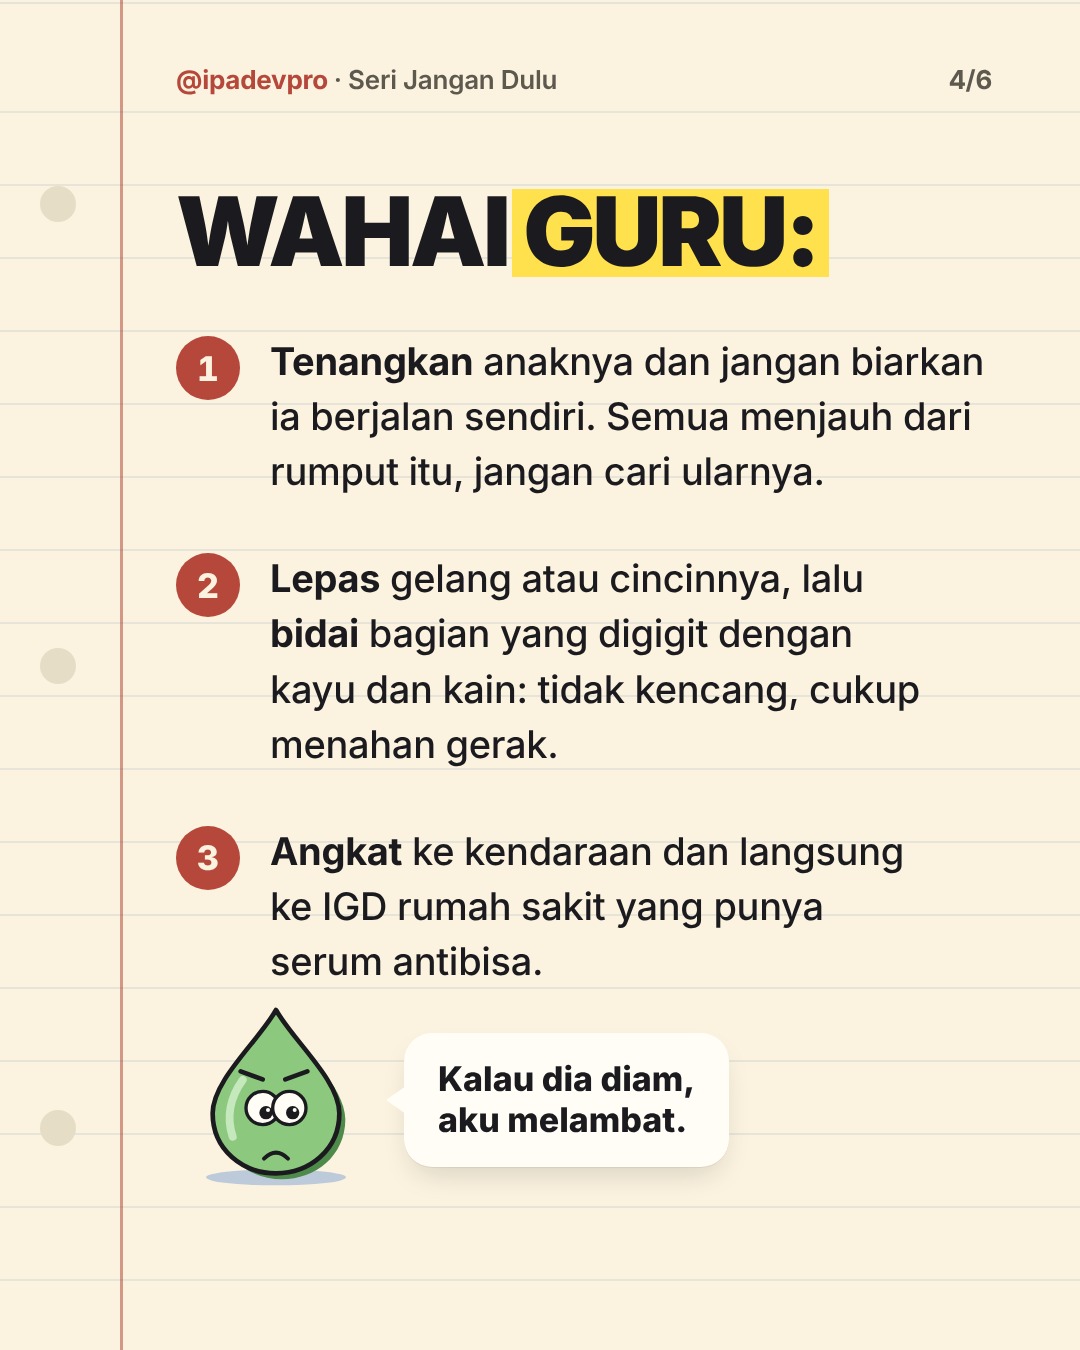 @ipadevpro · Seri Jangan Dulu
4/6
WAHAI GURU:
1
Tenangkan anaknya dan jangan biarkan
ia berjalan sendiri. Semua menjauh dari
rumput itu, jangan cari ularnya.
2
Lepas gelang atau cincinnya, lalu
bidai bagian yang digigit dengan
kayu dan kain: tidak kencang, cukup
menahan gerak.
3
Angkat ke kendaraan dan langsung
ke IGD rumah sakit yang punya
serum antibisa.
Kalau dia diam,
aku melambat.